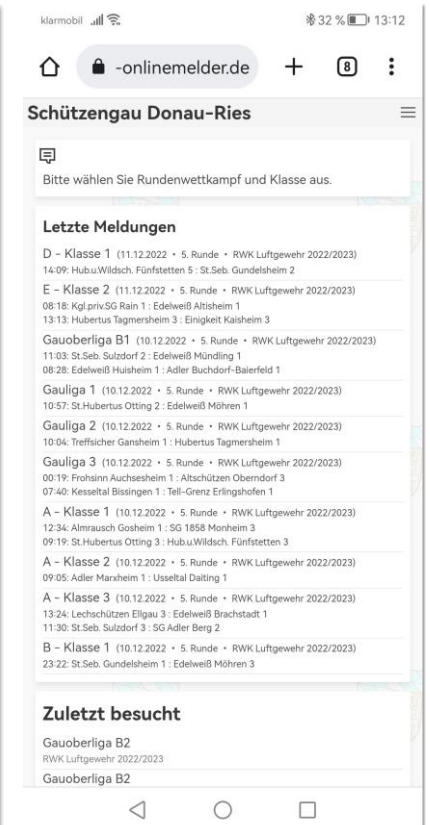 klarmobil
32 % 13:12
-onlinemelder.de
8
Schützengau Donau-Ries
Bitte wählen Sie Rundenwettkampf und Klasse aus.
Letzte Meldungen
D - Klasse 1 (11.12.2022 • 5. Runde • RWK Luftgewehr 2022/2023)
14:09: Hub.u.Wildsch. Fünfstetten 5 : St.Seb. Gundelsheim 2
E - Klasse 2 (11.12.2022 • 5. Runde • RWK Luftgewehr 2022/2023)
08:18: Kgl.priv.SG Rain 1 : Edelweiß Altisheim 1
13:13: Hubertus Tagmersheim 3 : Einigkeit Kaisheim 3
Gauoberliga B1 (10.12.2022 • 5. Runde • RWK Luftgewehr 2022/2023)
11:03: St.Seb. Sulzdorf 2 : Edelweiß Mündling 1
08:28: Edelweiß Huisheim 1 : Adler Buchdorf-Baierfeld 1
Gauliga 1 (10.12.2022 • 5. Runde • RWK Luftgewehr 2022/2023)
10:57: St.Hubertus Otting 2 : Edelweiß Möhren 1
Gauliga 2 (10.12.2022 • 5. Runde • RWK Luftgewehr 2022/2023)
10:04: Treffsicher Gansheim 1 : Hubertus Tagmersheim 1
Gauliga 3 (10.12.2022 • 5. Runde • RWK Luftgewehr 2022/2023)
00:19: Frohsinn Auchsesheim 1 : Altschützen Oberndorf 3
07:40: Kesseltal Bissingen 1 : Tell-Grenz Erlingshofen 1
A - Klasse 1 (10.12.2022 • 5. Runde • RWK Luftgewehr 2022/2023)
12:34: Almrausch Gosheim 1 : SG 1858 Monheim 3
09:19: St.Hubertus Otting 3 : Hub.u.Wildsch. Fünfstetten 3
A - Klasse 2 (10.12.2022 • 5. Runde • RWK Luftgewehr 2022/2023)
09:05: Adler Marxheim 1 : Usseltal Daiting 1
A - Klasse 3 (10.12.2022 • 5. Runde • RWK Luftgewehr 2022/2023)
13:24: Lechschützen Ellgau 3 : Edelweiß Brachstadt 1
11:30: St.Seb. Sulzdorf 3 : SG Adler Berg 2
B - Klasse 1 (10.12.2022 • 5. Runde • RWK Luftgewehr 2022/2023)
23:22: St.Seb. Gundelsheim 1 : Edelweiß Möhren 3
Zuletzt besucht
Gauoberliga B2
RWK Luftgewehr 2022/2023
Gauoberliga B2